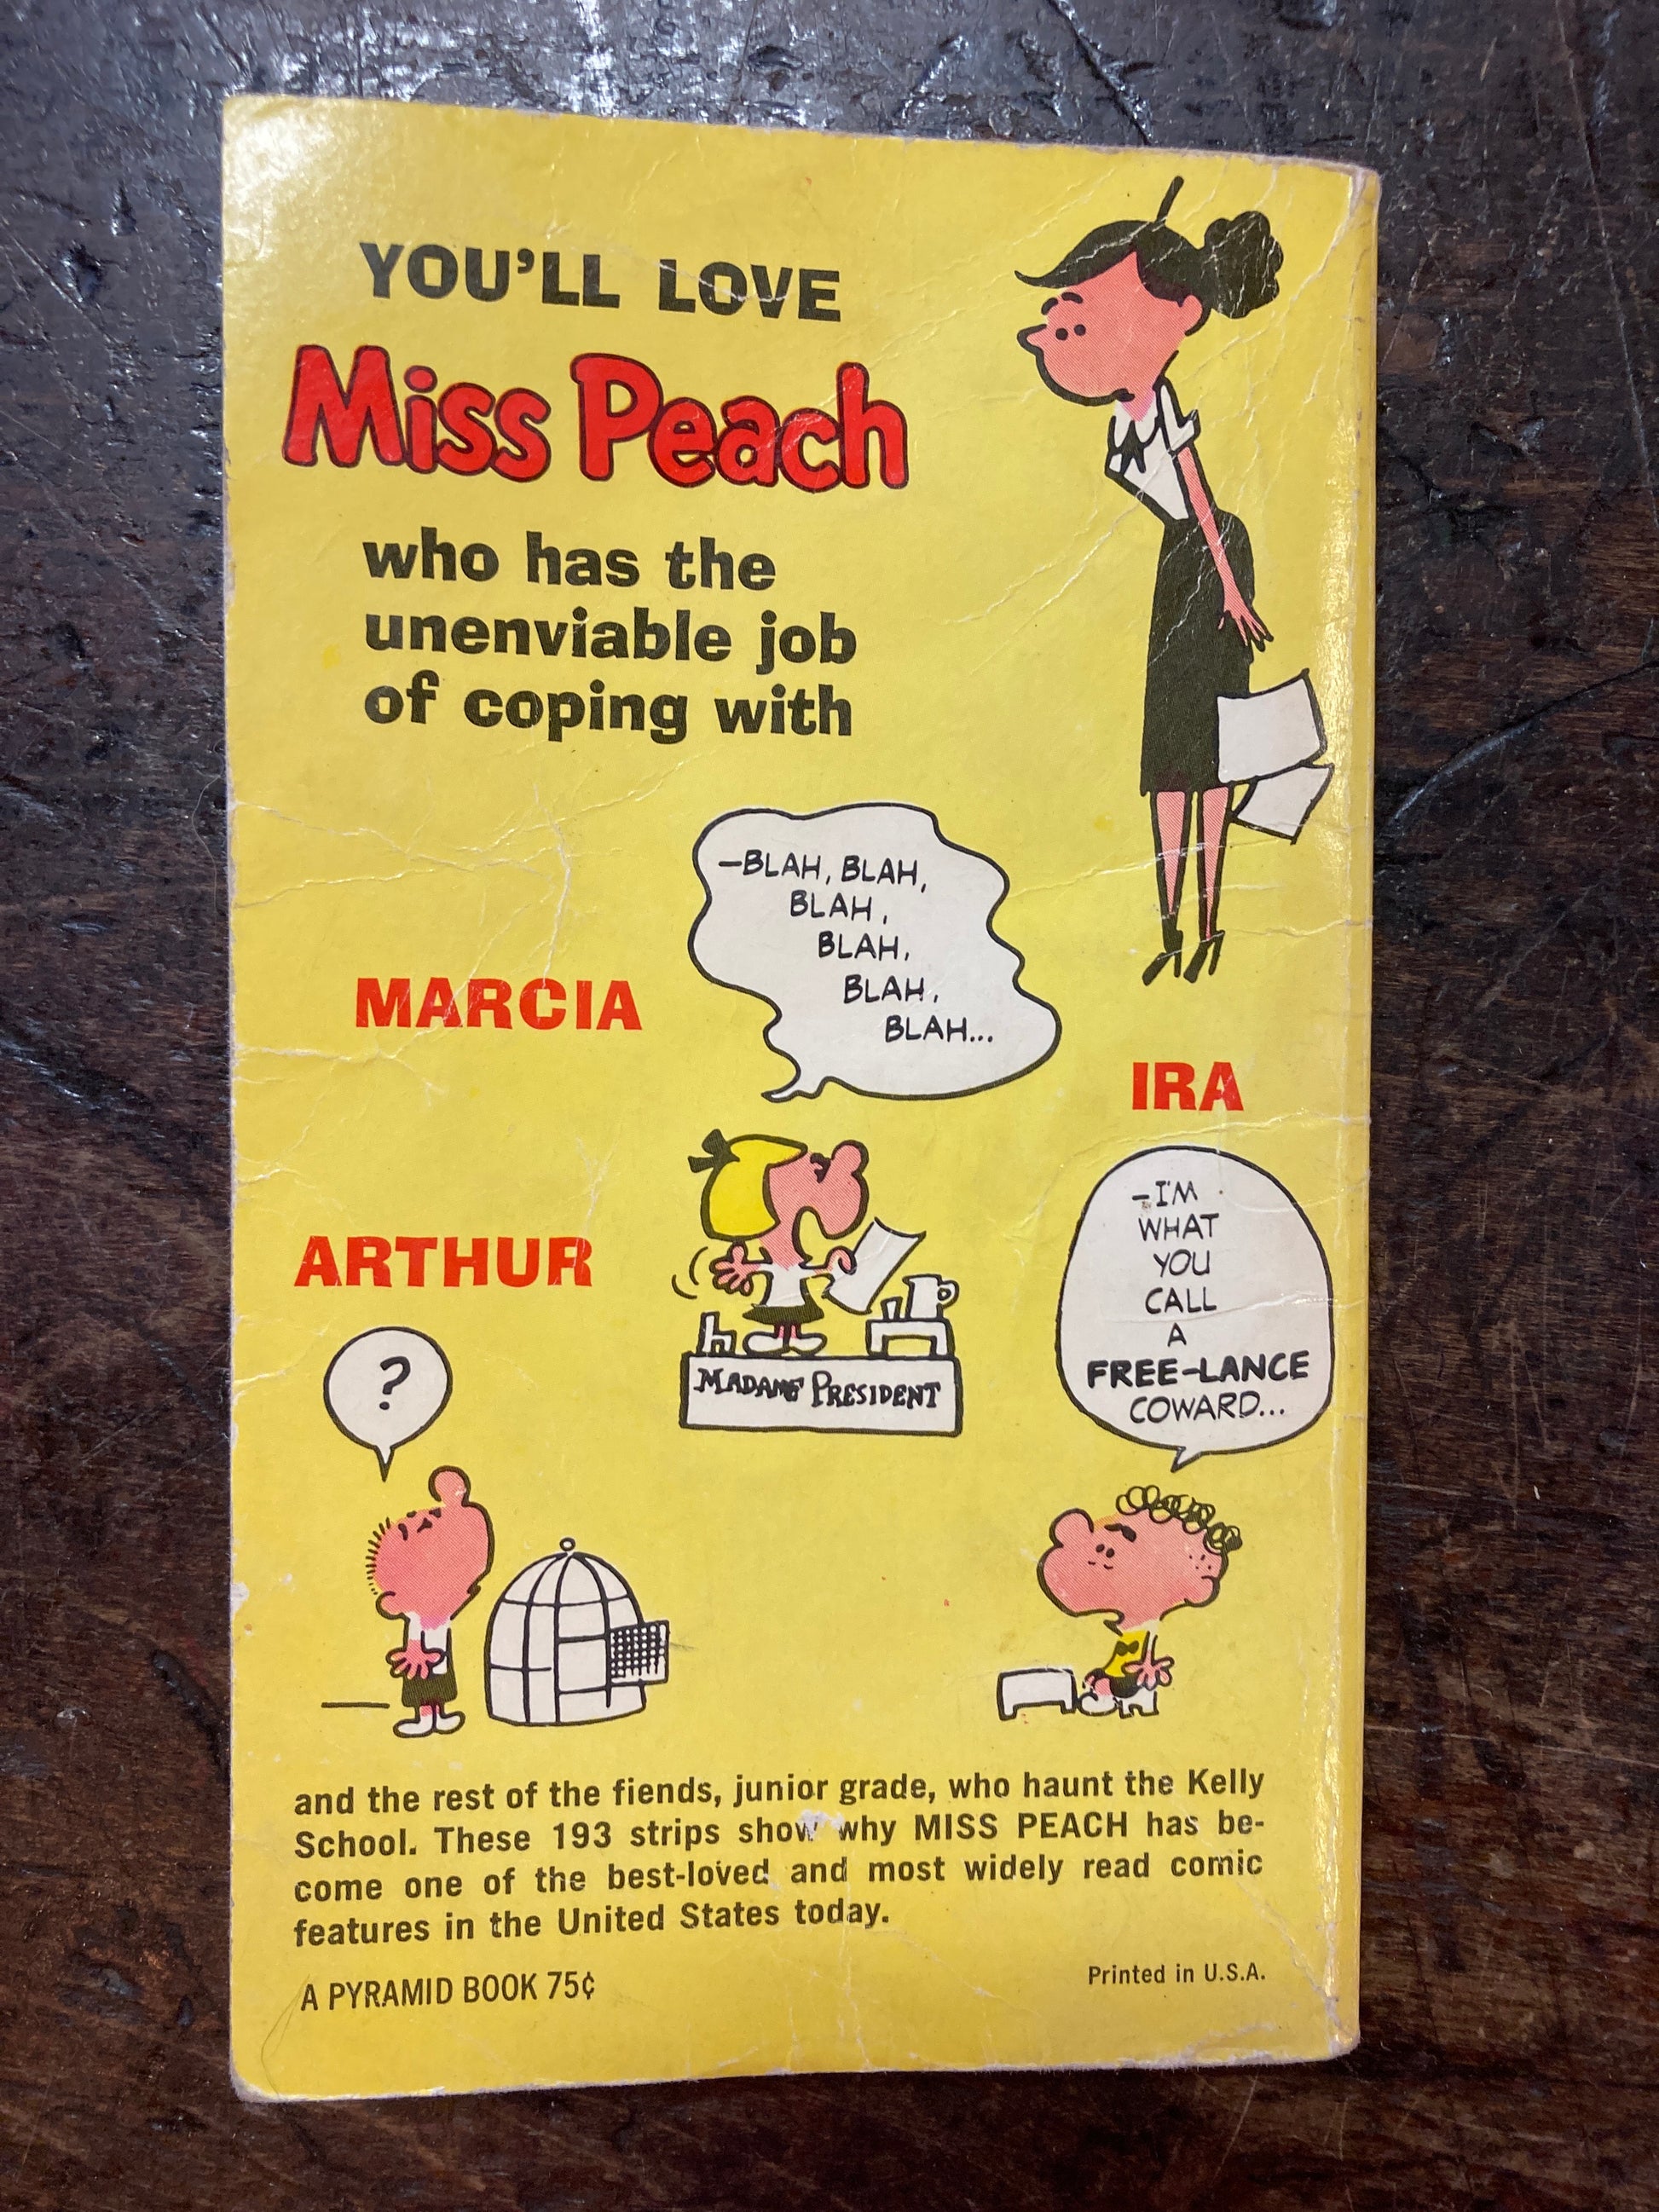 YOU'LL LOVE
Miss Peach
who has the
unenviable job
of coping with
MARCIA
—BLAH, BLAH,
BLAH,
BLAH,
BLAH,
BLAH...
MADAME PRESIDENT
IRA
—I'M
WHAT
YOU
CALL
A
FREE-LANCE
COWARD...
ARTHUR
?
and the rest of the fiends, junior grade, who haunt the Kelly
School. These 193 strips show why MISS PEACH has be-
come one of the best-loved and most widely read comic
features in the United States today.
A PYRAMID BOOK 75¢
Printed in U.S.A.